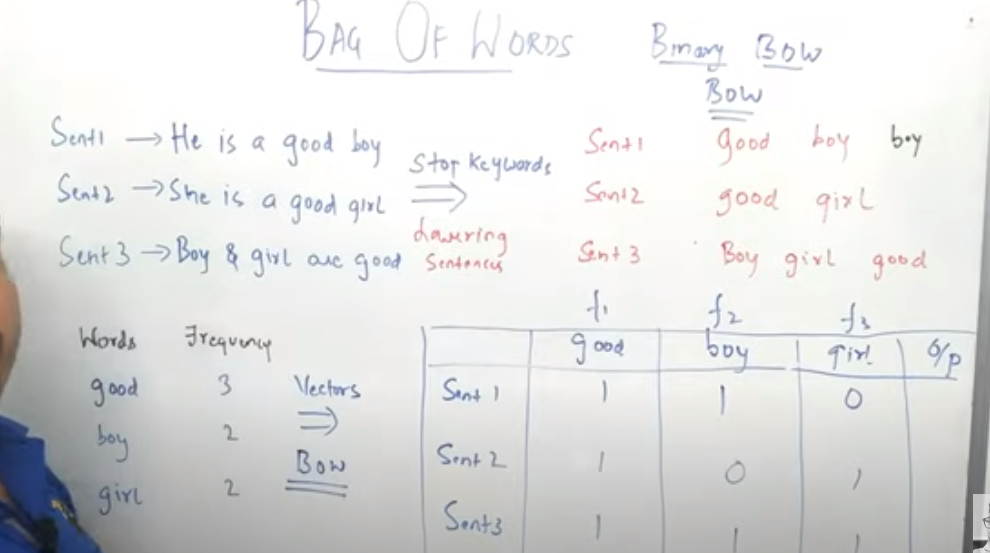 BAG OF WORDS
Binary BOW
BOW
Sent1 → He is a good boy
Sent2 → She is a good girl
Sent 3 → Boy & girl are good
Stop Keywords
⇒
Lowering
Sentences
Sent1 good boy boy
Sent2 good girl
Sent 3 Boy girl good
Words Frequency
good 3
boy 2
girl 2
Vectors
⇒
BOW
f1 f2 f3
good boy girl O/p
Sent 1 1 1 0
Sent 2 1 0 1
Sent3 1 1 1